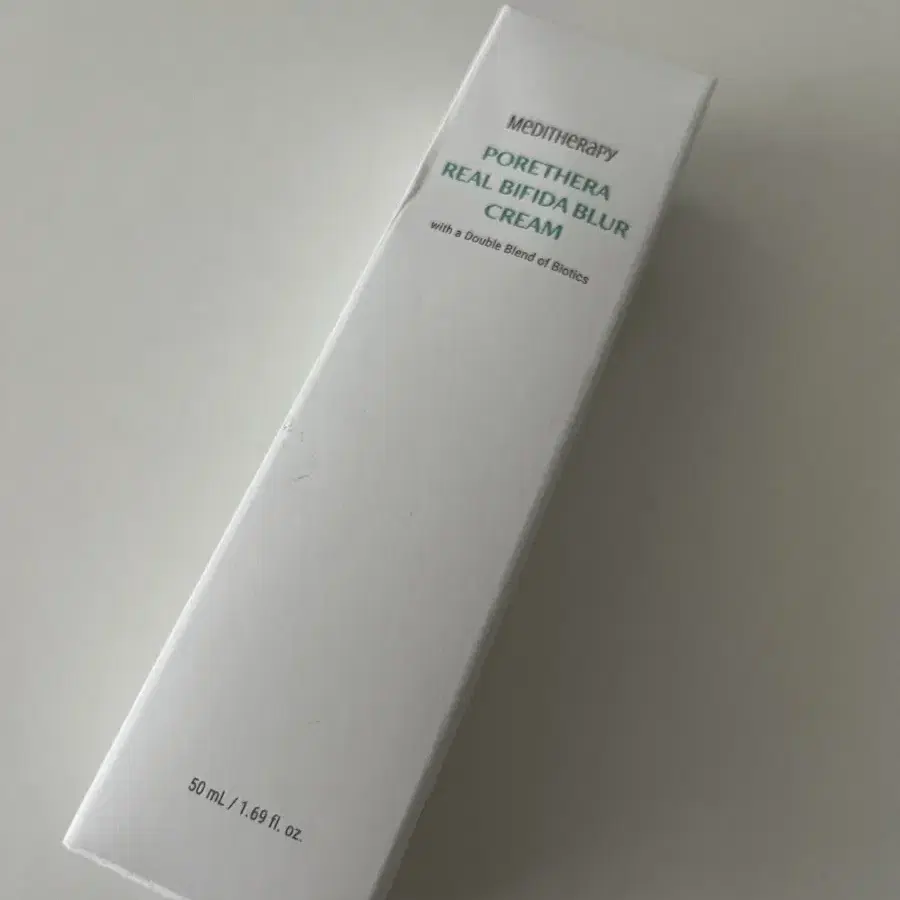 MEDITHERAPY
PORETHERA
REAL BIFIDA BLUR
CREAM
with a Double Blend of Biotics
50 mL / 1.69 fl. oz.